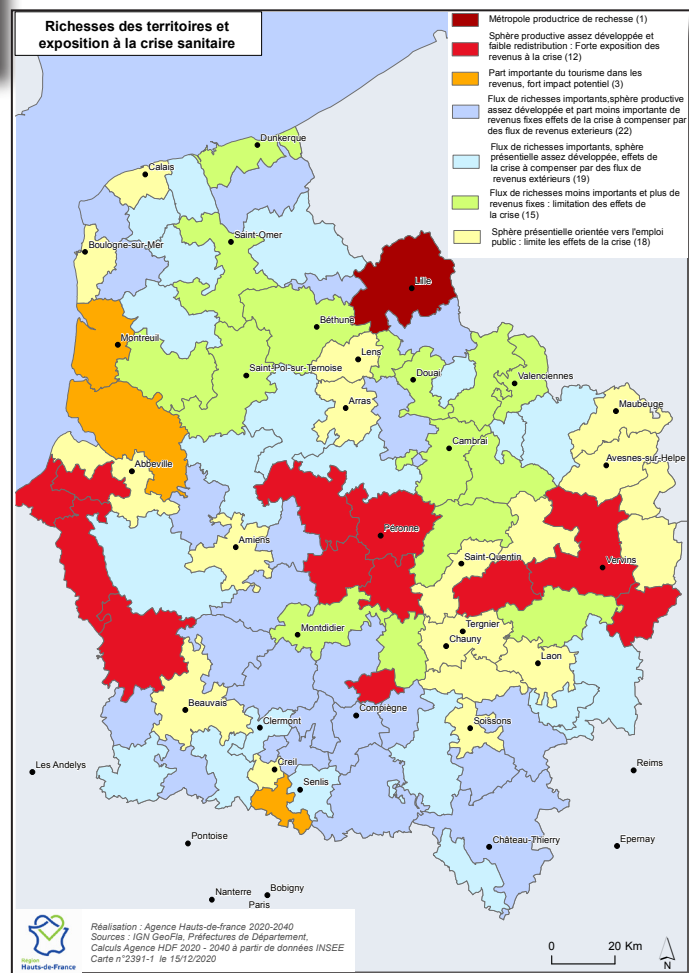 Richesses des territoires et
exposition à la crise sanitaire
Métropole productrice de rechesse (1)
Sphère productive assez développée et
faible redistribution : Forte exposition des
revenus à la crise (12)
Part importante du tourisme dans les
revenus, fort impact potentiel (3)
Flux de richesses importants,sphère productive
assez développée et part moins importante de
revenus fixes effets de la crise à compenser par
des flux de revenus exterieurs (22)
Flux de richesses importants, sphère
présentielle assez développée, effets de
la crise à compenser par des flux de
revenus extérieurs (19)
Flux de richesses moins importants et plus de
revenus fixes : limitation des effets de
la crise (15)
Sphère présentielle orientée vers l'emploi
public : limite les effets de la crise (18)
Dunkerque
Calais
Saint-Omer
Boulogne-sur-Mer
Lille
Béthune
Montreuil
Lens
Saint-Pol-sur-Ternoise
Douai
Valenciennes
Arras
Maubeuge
Cambrai
Avesnes-sur-Helpe
Abbeville
Péronne
Amiens
Saint-Quentin
Vervins
Montdidier
Tergnier
Chauny
Laon
Beauvais
Compiègne
Clermont
Soissons
Creil
Les Andelys
Senlis
Reims
Pontoise
Château-Thierry
Epernay
Nanterre
Bobigny
Paris
Région
Hauts-de-France
Réalisation : Agence Hauts-de-france 2020-2040
Sources : IGN GeoFla, Préfectures de Département,
Calculs Agence HDF 2020 - 2040 à partir de données INSEE
Carte n°2391-1 le 15/12/2020
0 20 Km
N